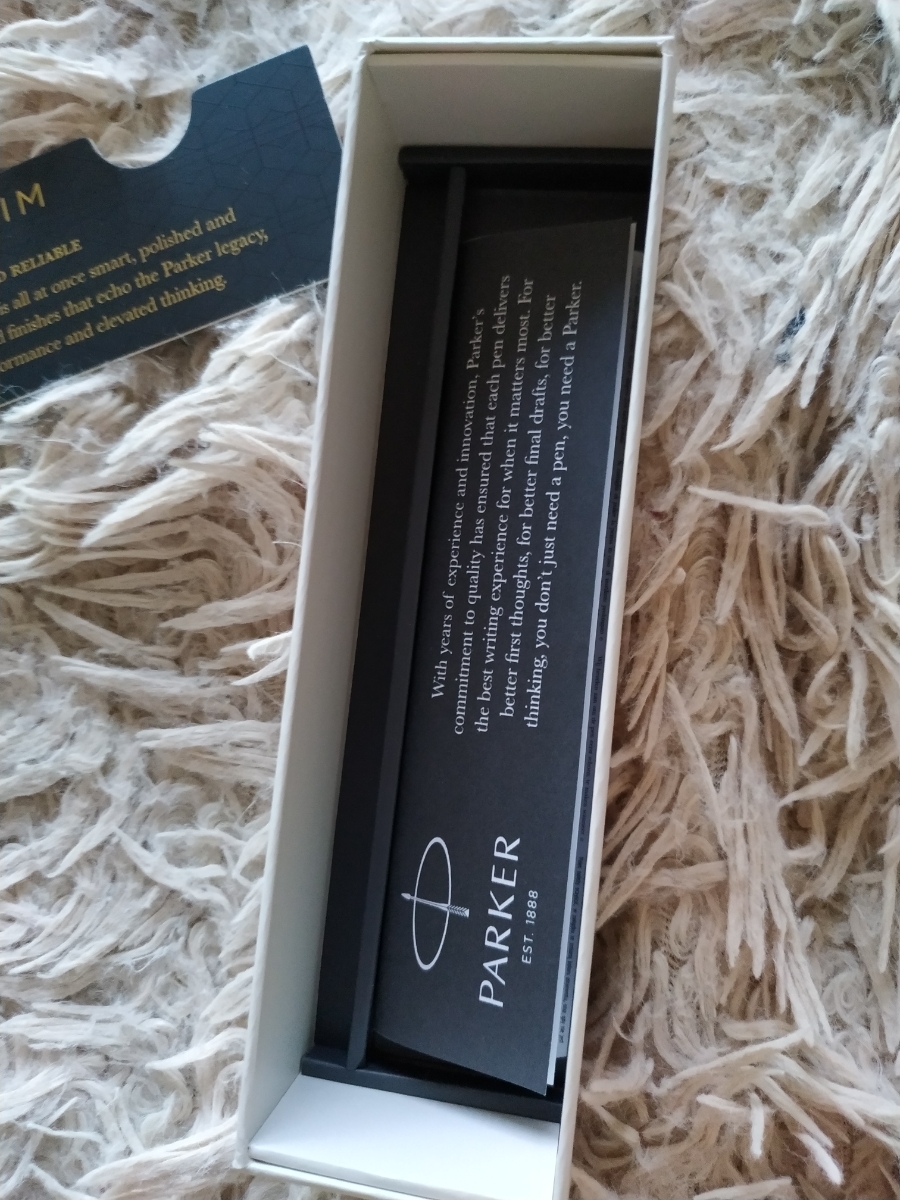 IM
RELIABLE
is all at once smart, polished and
finishes that echo the Parker legacy,
ormance and elevated thinking.
With years of experience and innovation, Parker's
commitment to quality has ensured that each pen delivers
the best writing experience for when it matters most. For
better first thoughts, for better final drafts, for better
thinking, you don't just need a pen, you need a Parker.
PARKER
EST. 1888